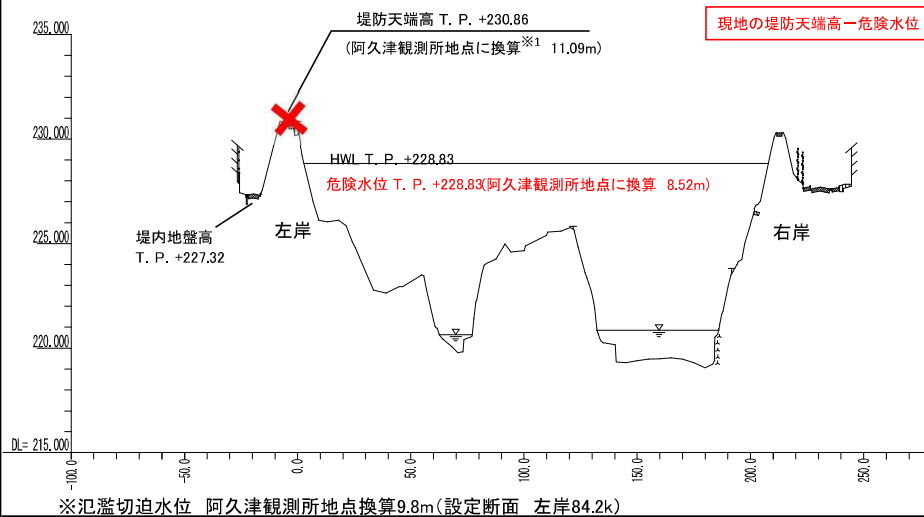 堤防天端高 T. P. +230.86
(阿久津観測所地点に換算※1 11.09m)
現地の堤防天端高ー危険水位
235.000
230.000
HWL T. P. +228.83
危険水位 T. P. +228.83(阿久津観測所地点に換算 8.52m)
堤内地盤高
T. P. +227.32
左岸
右岸
225.000
220.000
DL= 215.000
-100.0
-50.0
0.0
50.0
100.0
150.0
200.0
250.0
※氾濫切迫水位 阿久津観測所地点換算9.8m(設定断面 左岸84.2k)